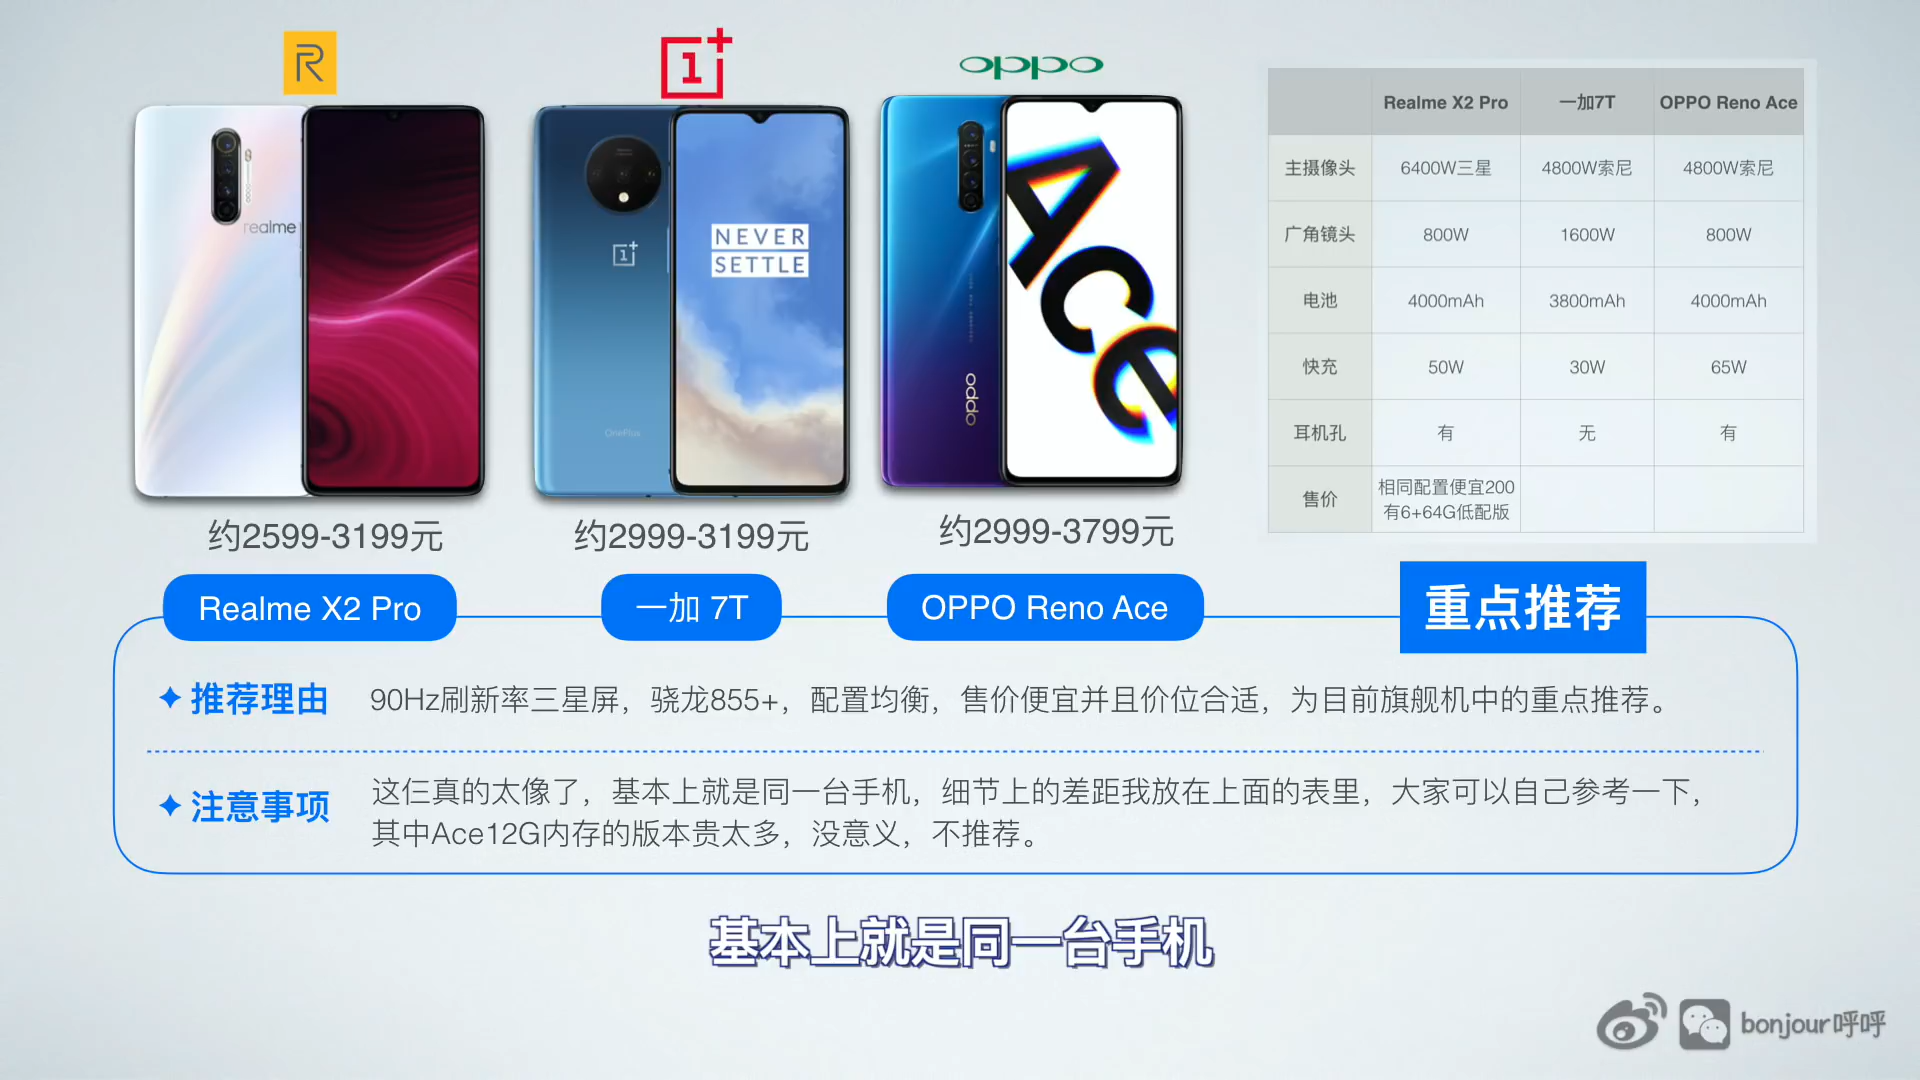 R
1+
oppo
realme
1+
OnePlus
NEVER
SETTLE
oppo
Ace
约2599-3199元
约2999-3199元
约2999-3799元
Realme X2 Pro 一加7T OPPO Reno Ace
主摄像头 6400W三星 4800W索尼 4800W索尼
广角镜头 800W 1600W 800W
电池 4000mAh 3800mAh 4000mAh
快充 50W 30W 65W
耳机孔 有 无 有
售价 相同配置便宜200
有6+64G低配版
Realme X2 Pro
一加 7T
OPPO Reno Ace
重点推荐
推荐理由 90Hz刷新率三星屏，骁龙855+，配置均衡，售价便宜并且价位合适，为目前旗舰机中的重点推荐。
注意事项 这仨真的太像了，基本上就是同一台手机，细节上的差距我放在上面的表里，大家可以自己参考一下，
其中Ace12G内存的版本贵太多，没意义，不推荐。
基本上就是同一台手机
bonjour呼呼